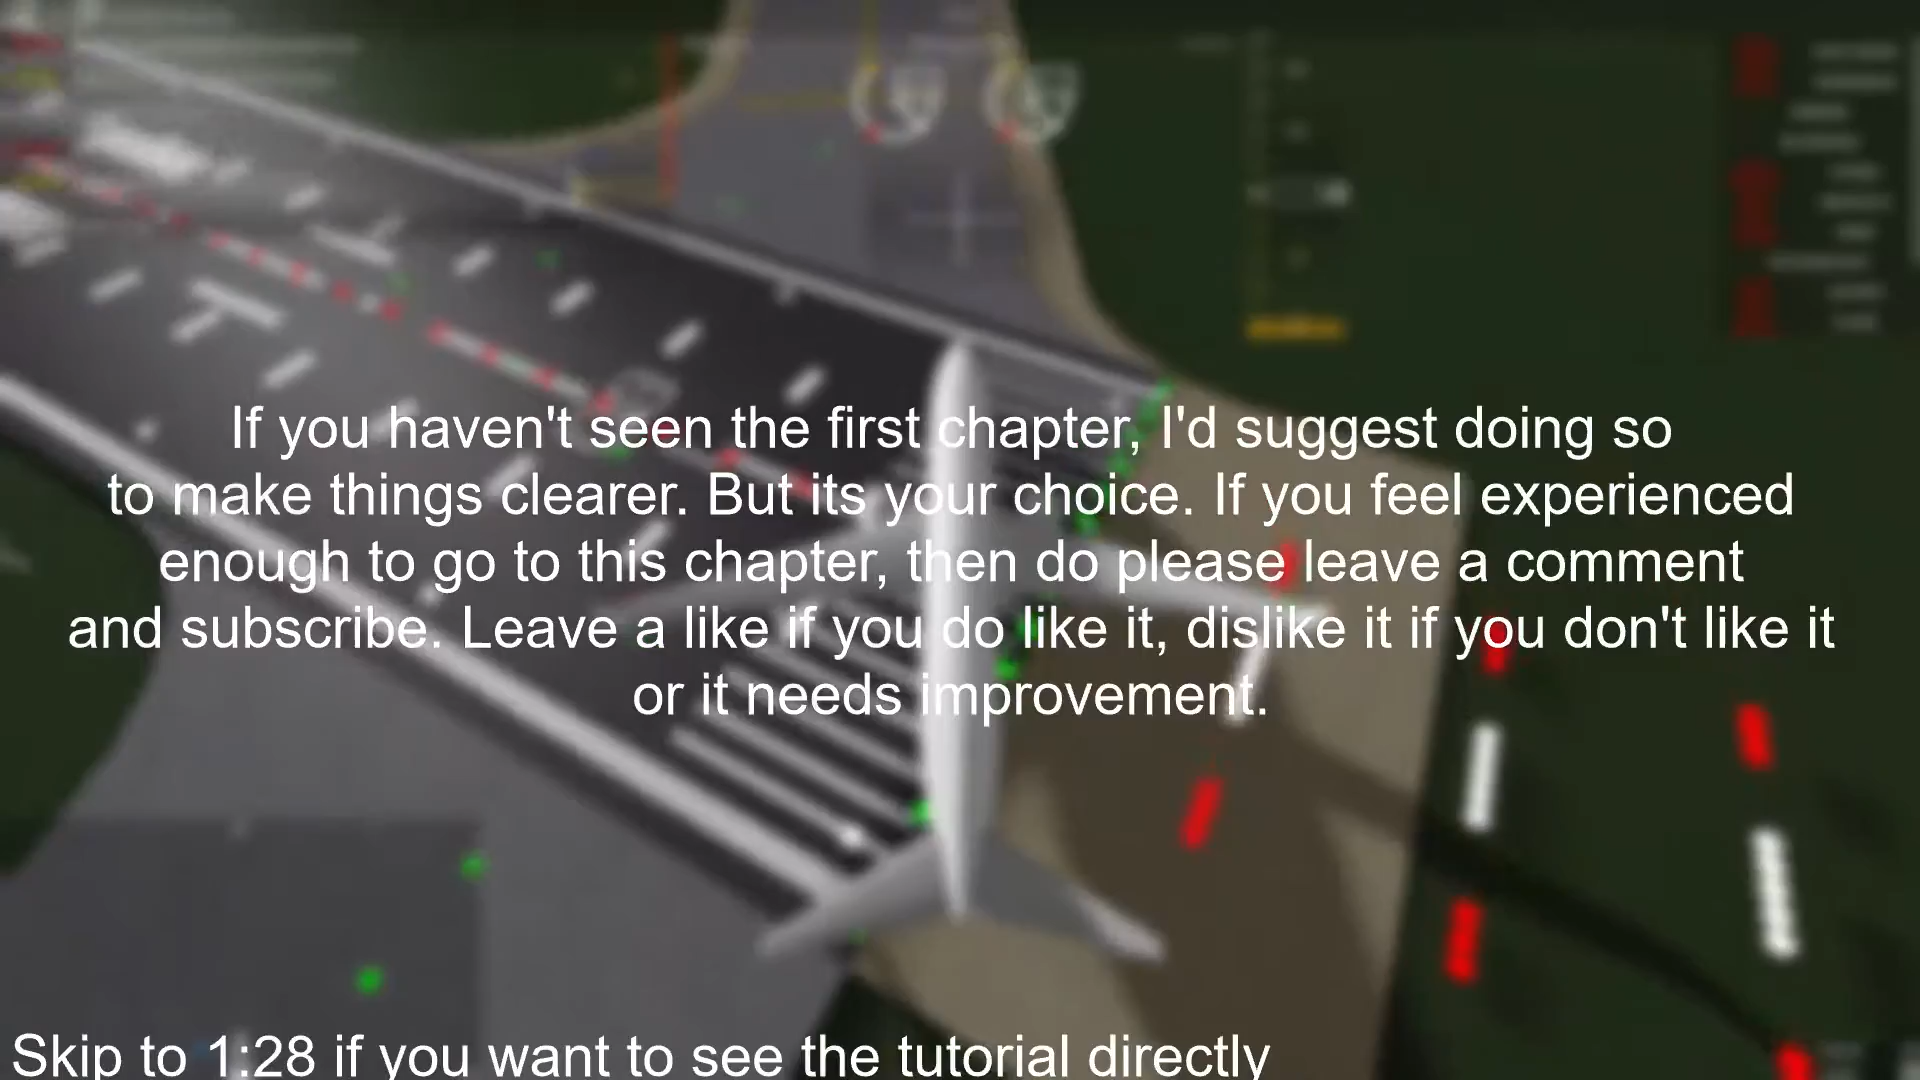 If you haven't seen the first chapter, I'd suggest doing so
to make things clearer. But its your choice. If you feel experienced
enough to go to this chapter, then do please leave a comment
and subscribe. Leave a like if you do like it, dislike it if you don't like it
or it needs improvement.
Skip to 1:28 if you want to see the tutorial directly